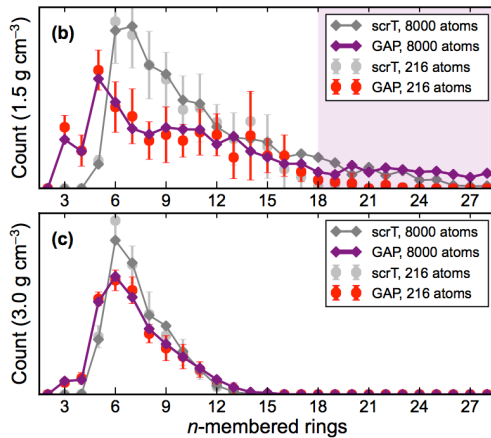 (b)
scrT, 8000 atoms
GAP, 8000 atoms
scrT, 216 atoms
GAP, 216 atoms
Count (1.5 g cm⁻³)
3 6 9 12 15 18 21 24 27
(c)
scrT, 8000 atoms
GAP, 8000 atoms
scrT, 216 atoms
GAP, 216 atoms
Count (3.0 g cm⁻³)
3 6 9 12 15 18 21 24 27
n-membered rings